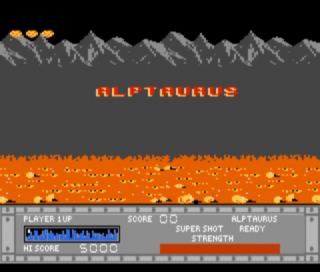 ALPTAURUS
PLAYER 1UP SCORE 00 ALPTAURUS
SUPER SHOT READY
STRENGTH
HI SCORE 5000